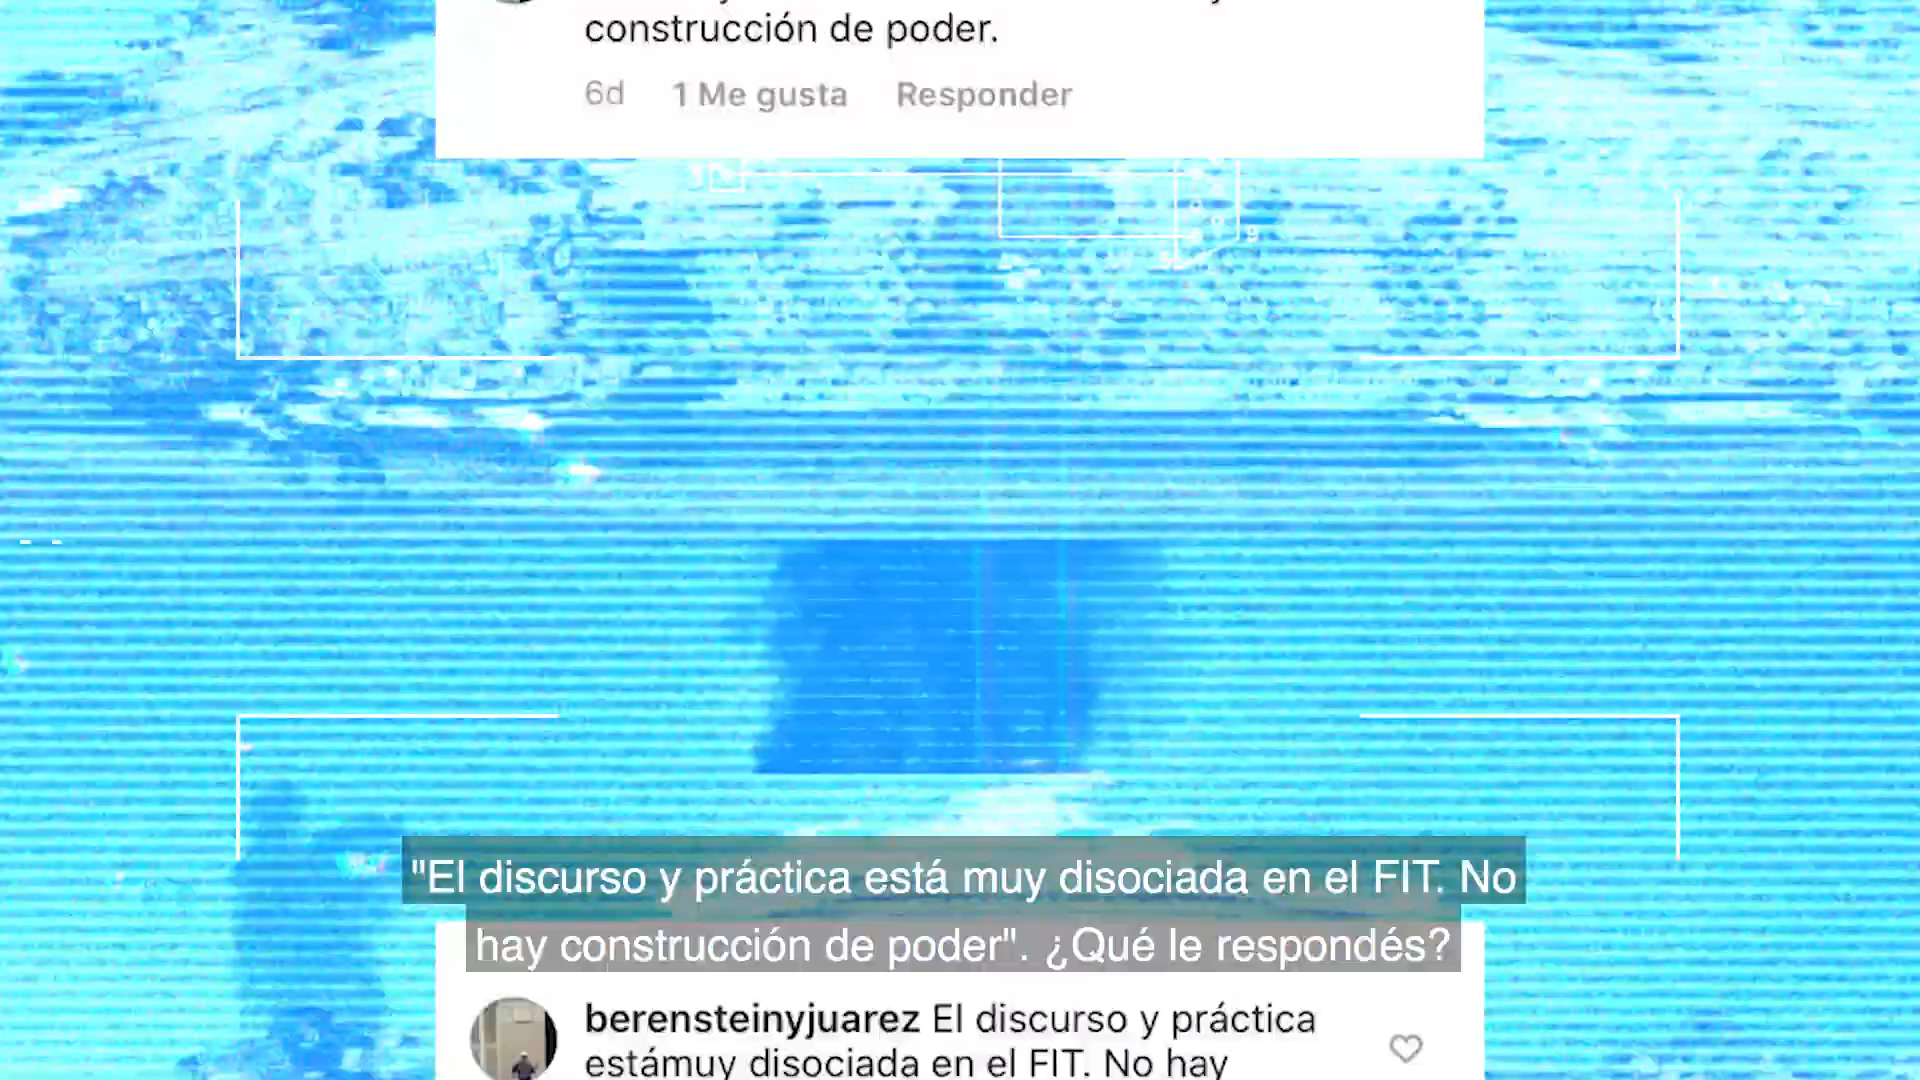 construcción de poder.
6d 1 Me gusta Responder
9
"El discurso y práctica está muy disociada en el FIT. No
hay construcción de poder". ¿Qué le respondés?
berensteinyjuarez El discurso y práctica
estámuy disociada en el FIT. No hay